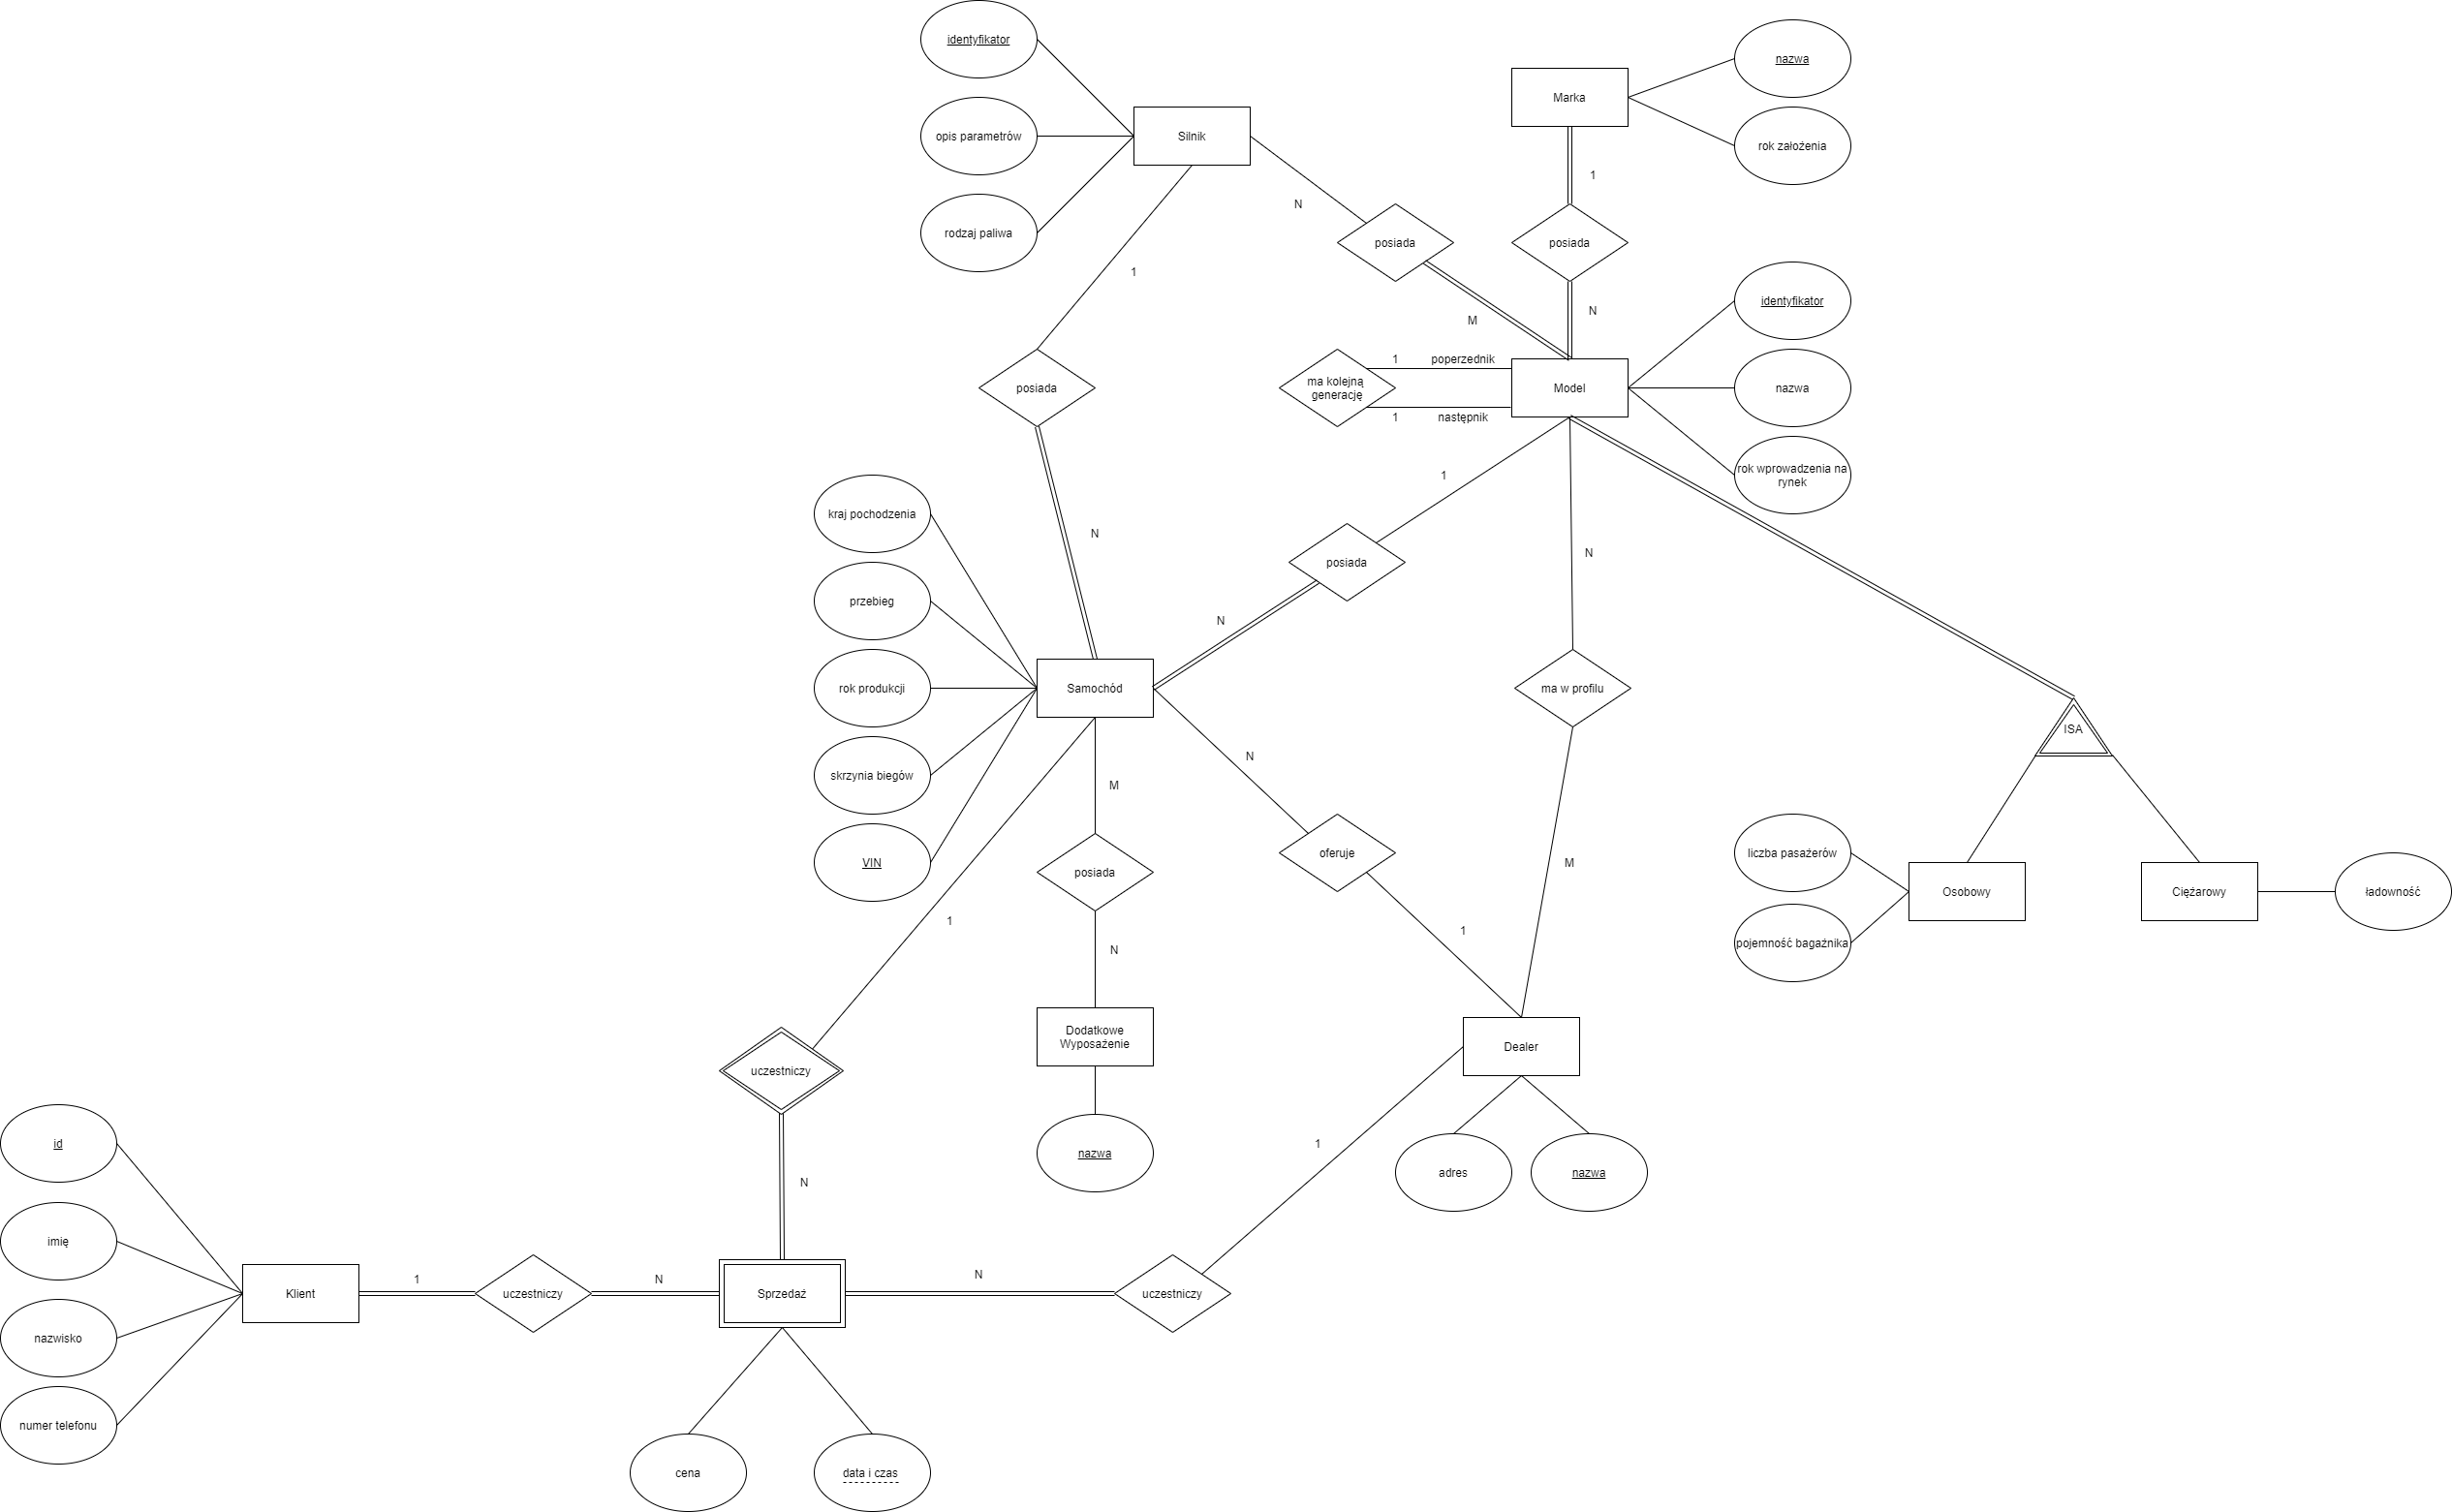 identyfikator
nazwa
Marka
opis parametrów
Silnik
rok założenia
1
N
rodzaj paliwa
posiada
posiada
1
identyfikator
N
M
1
poperzednik
posiada
ma kolejną
generację
Model
nazwa
1
następnik
1
rok wprowadzenia na
rynek
kraj pochodzenia
N
N
posiada
przebieg
N
rok produkcji
Samochód
ma w profilu
ISA
N
skrzynia biegów
M
oferuje
liczba pasażerów
VIN
posiada
M
Osobowy
Ciężarowy
ładowność
1
1
pojemność bagażnika
N
Dodatkowe
Wyposażenie
Dealer
uczestniczy
id
1
nazwa
adres
nazwa
N
imię
1
N
N
Klient
uczestniczy
Sprzedaż
uczestniczy
nazwisko
numer telefonu
cena
data i czas